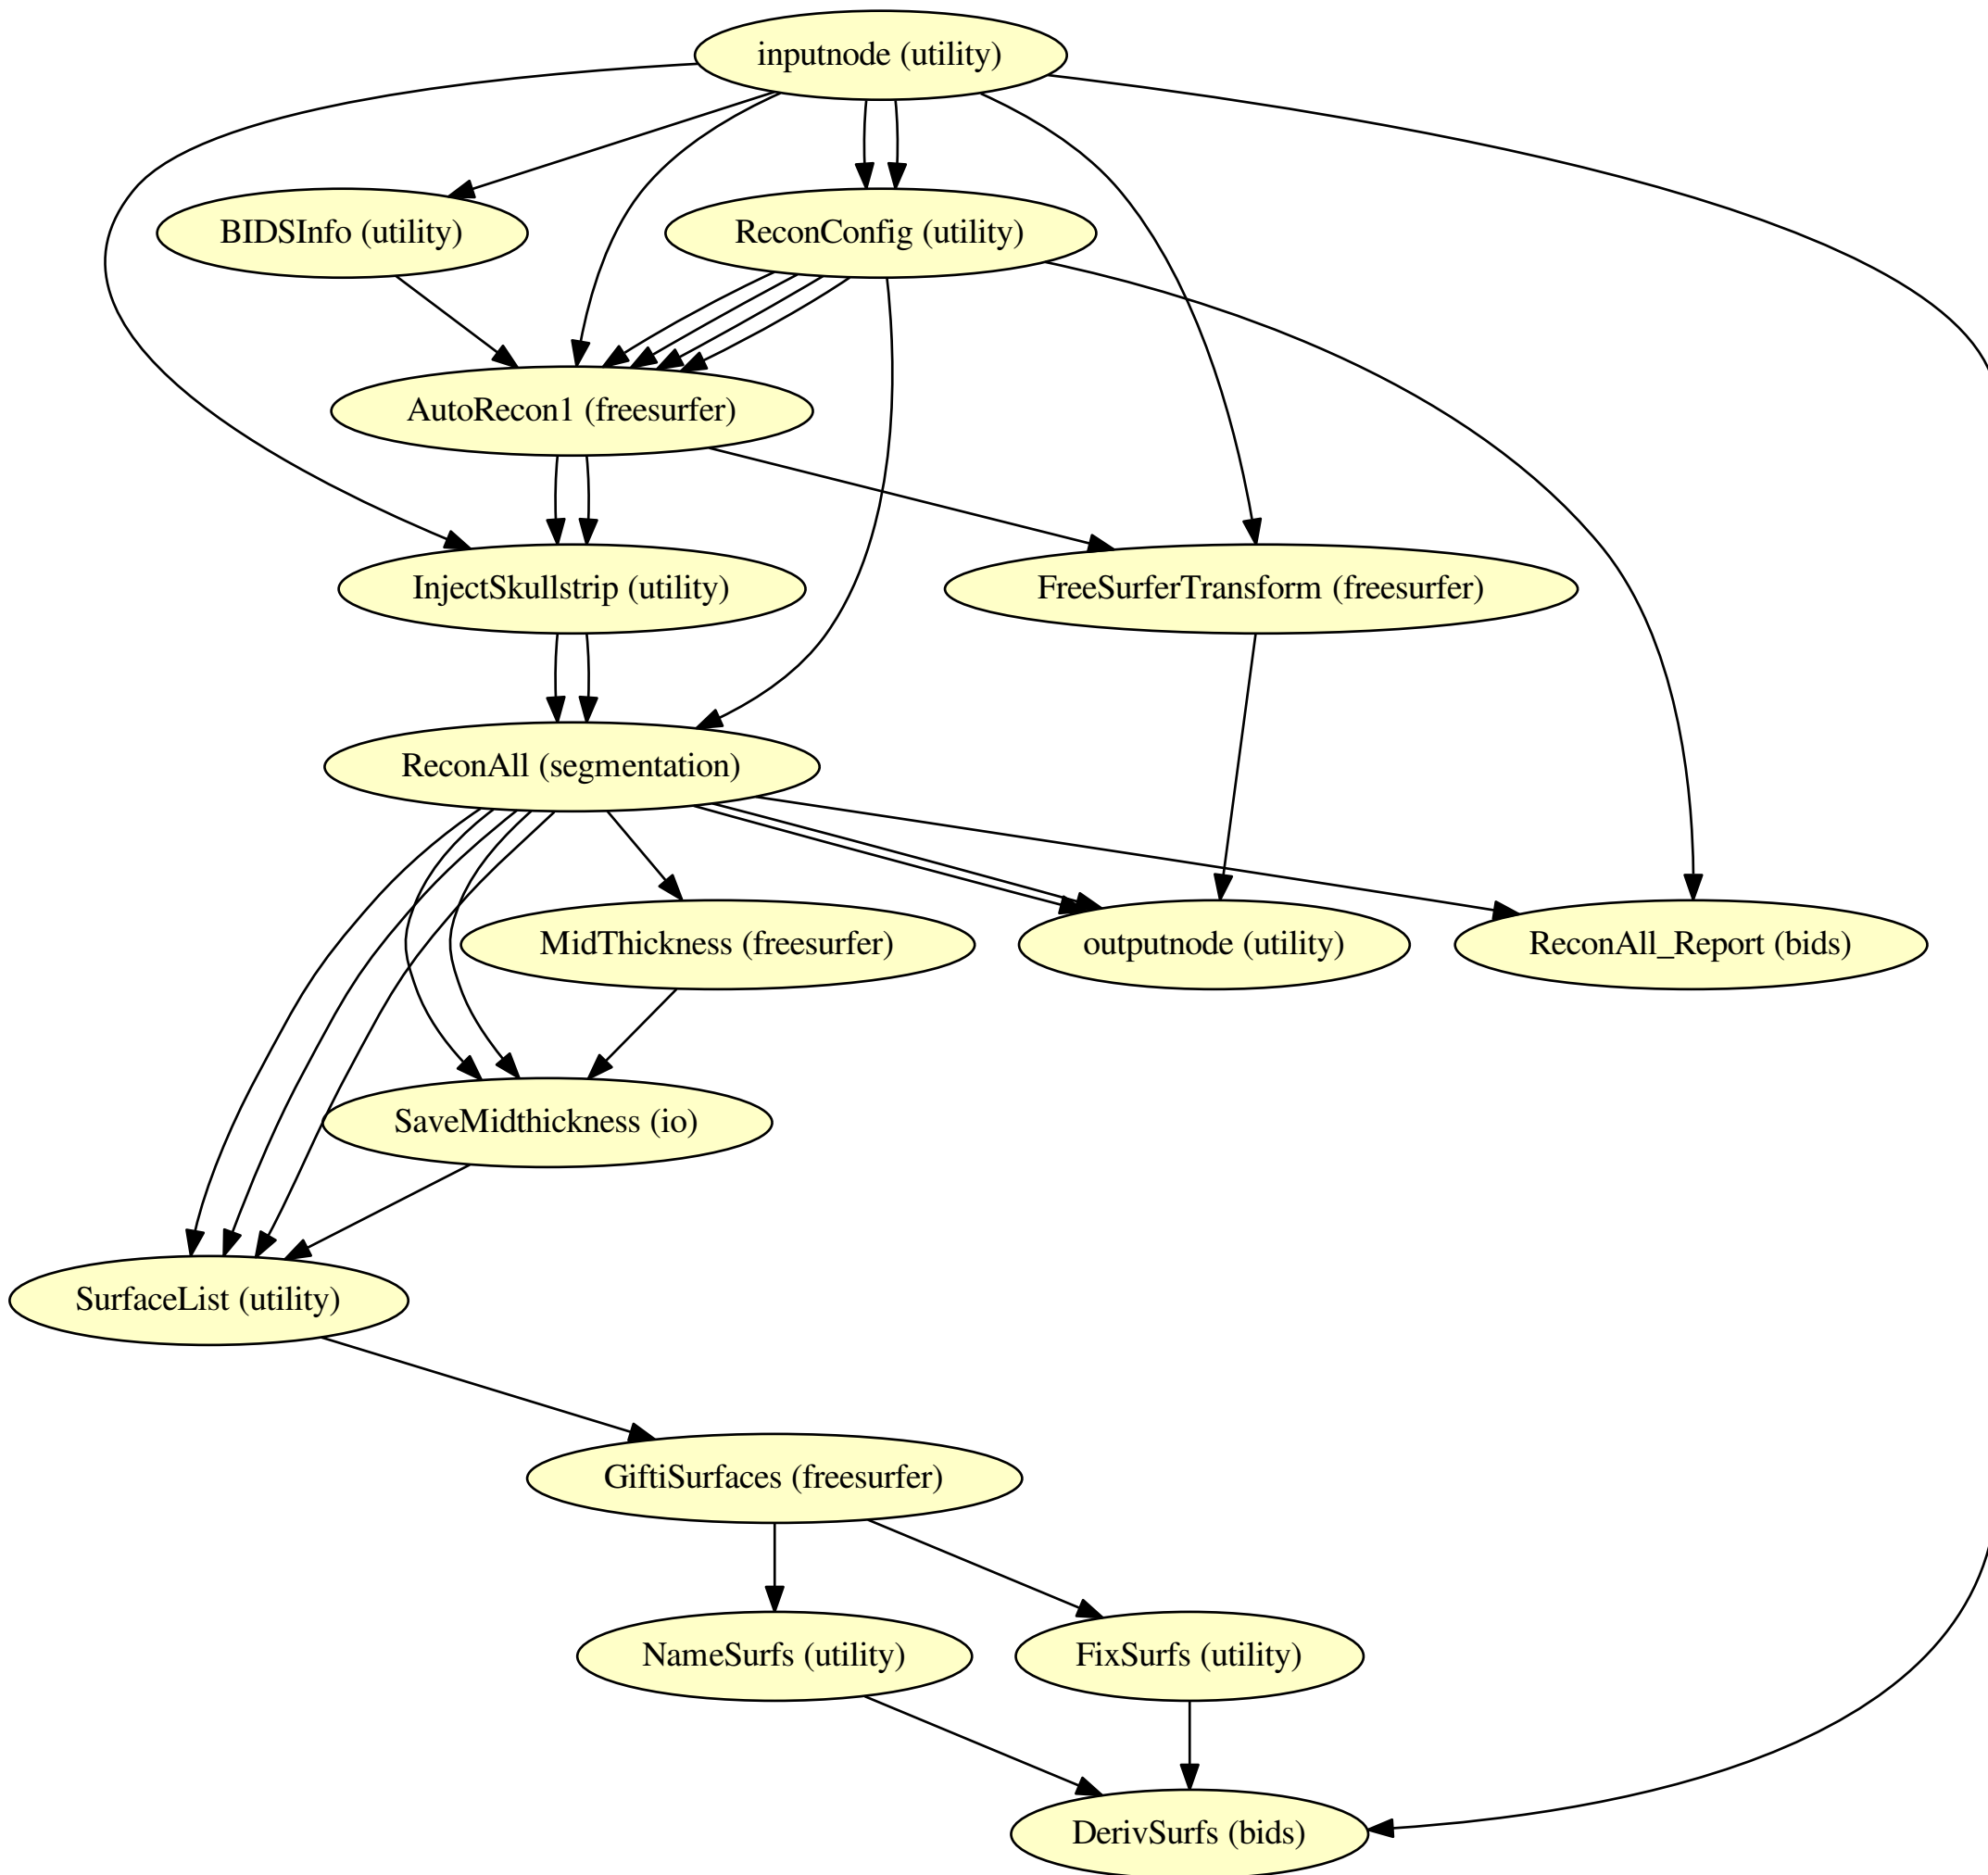 inputnode (utility)
BIDSInfo (utility)
ReconConfig (utility)
AutoRecon1 (freesurfer)
InjectSkullstrip (utility)
FreeSurferTransform (freesurfer)
ReconAll (segmentation)
MidThickness (freesurfer)
outputnode (utility)
ReconAll_Report (bids)
SaveMidthickness (io)
SurfaceList (utility)
GiftiSurfaces (freesurfer)
NameSurfs (utility)
FixSurfs (utility)
DerivSurfs (bids)